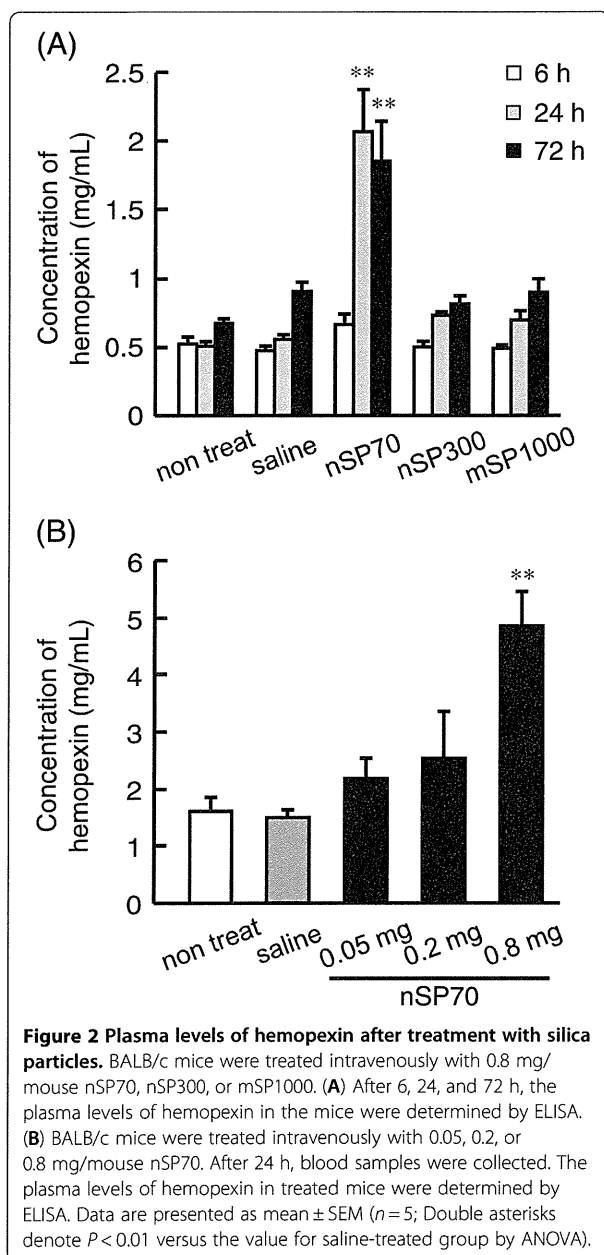 (A)
2.5
2
1.5
1
0.5
0
Concentration of
hemopexin (mg/mL)
** **
6 h
24 h
72 h
non treat saline nSP70 nSP300 mSP1000
(B)
6
5
4
3
2
1
0
Concentration of
hemopexin (mg/mL)
**
non treat saline 0.05 mg 0.2 mg 0.8 mg
nSP70
Figure 2 Plasma levels of hemopexin after treatment with silica
particles. BALB/c mice were treated intravenously with 0.8 mg/
mouse nSP70, nSP300, or mSP1000. (A) After 6, 24, and 72 h, the
plasma levels of hemopexin in the mice were determined by ELISA.
(B) BALB/c mice were treated intravenously with 0.05, 0.2, or
0.8 mg/mouse nSP70. After 24 h, blood samples were collected. The
plasma levels of hemopexin in treated mice were determined by
ELISA. Data are presented as mean ± SEM (n = 5; Double asterisks
denote P < 0.01 versus the value for saline-treated group by ANOVA).